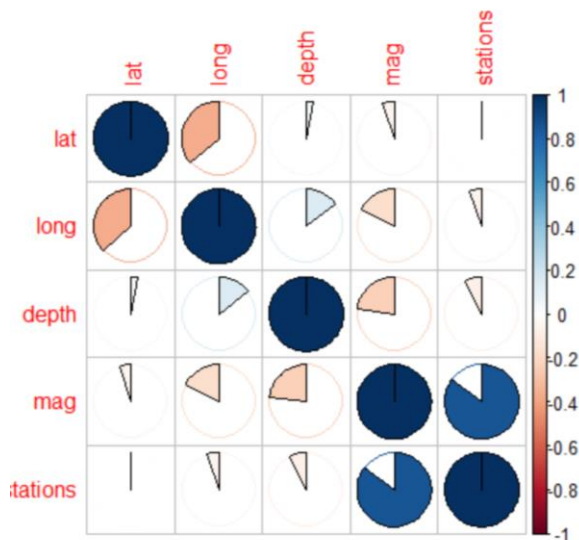 lat
long
depth
mag
stations
lat
long
depth
mag
tations
1
0.8
0.6
0.4
0.2
0
-0.2
-0.4
-0.6
-0.8
-1